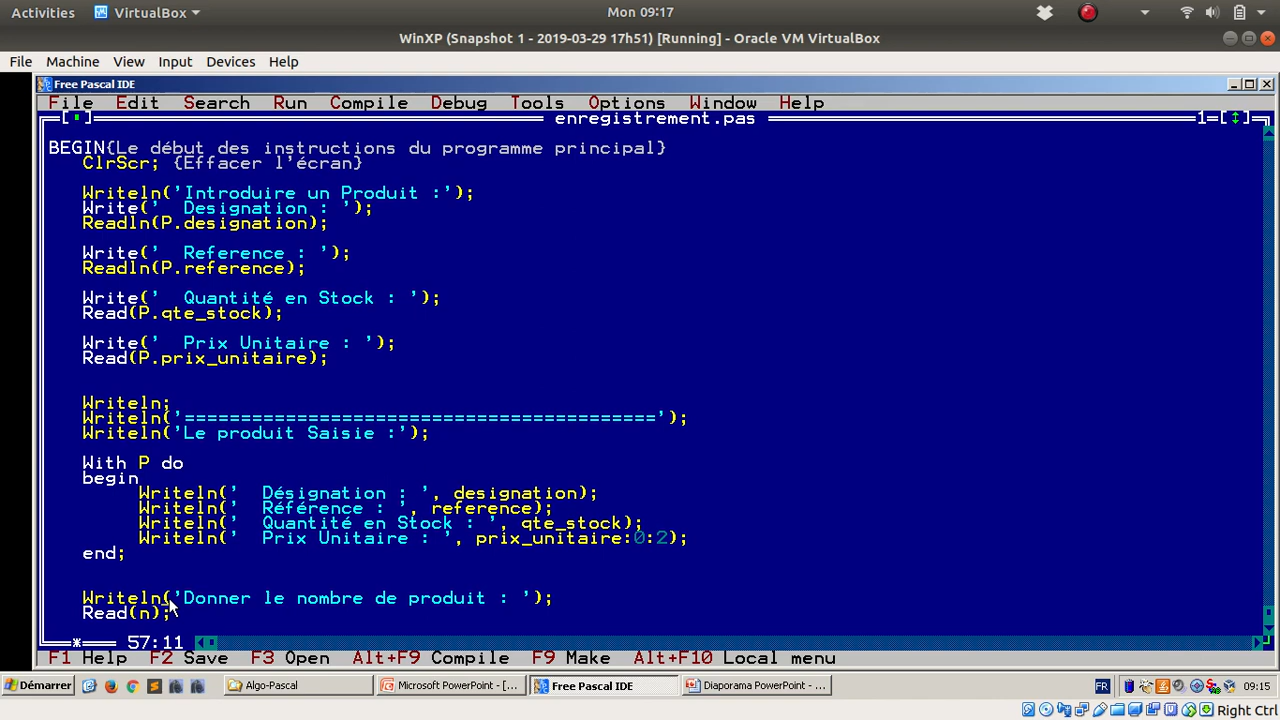 Activities VirtualBox Mon 09:17
WinXP (Snapshot 1 - 2019-03-29 17h51) [Running] - Oracle VM VirtualBox
File Machine View Input Devices Help
Free Pascal IDE
File Edit Search Run Compile Debug Tools Options Window Help
enregistrement.pas 1=[↕]
BEGIN{Le début des instructions du programme principal}
ClrScr; {Effacer l'écran}
Writeln('Introduire un Produit :');
Write('  Designation : ');
Readln(P.designation);
Write('  Reference : ');
Readln(P.reference);
Write('  Quantité en Stock : ');
Read(P.qte_stock);
Write('  Prix Unitaire : ');
Read(P.prix_unitaire);
Writeln;
Writeln('==========================================');
Writeln('Le produit Saisie :');
With P do
begin
Writeln('  Désignation : ', designation);
Writeln('  Référence : ', reference);
Writeln('  Quantité en Stock : ', qte_stock);
Writeln('  Prix Unitaire : ', prix_unitaire:0:2);
end;
Writeln('Donner le nombre de produit : ');
Read(n);
57:11
F1 Help F2 Save F3 Open Alt+F9 Compile F9 Make Alt+F10 Local menu
Démarrer Algo-Pascal Microsoft PowerPoint - [... Free Pascal IDE Diaporama PowerPoint - ... FR 09:15
Right Ctrl